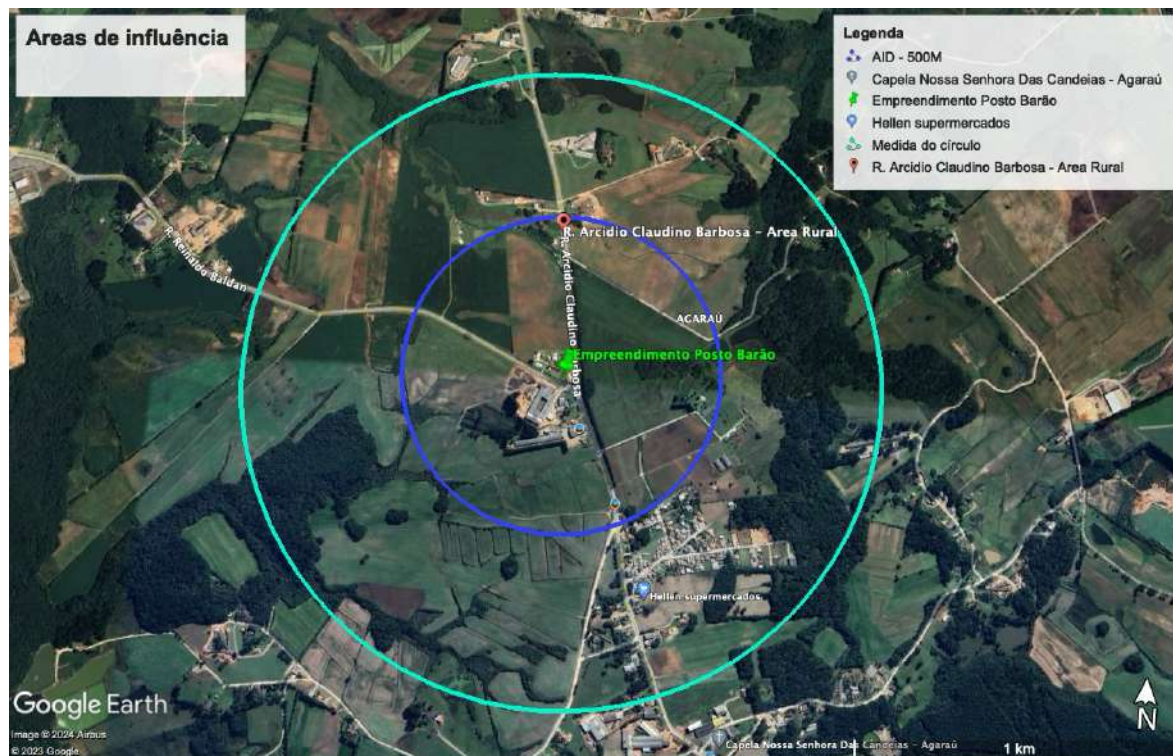 Areas de influência
Legenda
AID - 500M
Capela Nossa Senhora Das Candeias - Agaraú
Empreendimento Posto Barão
Hellen supermercados
Medida do círculo
R. Arcidio Claudino Barbosa - Area Rural
R. Arcidio Claudino Barbosa - Area Rural
R. Reinaldo Baldan
R. Arcidio Claudino Barbosa
AGARAÚ
Empreendimento Posto Barão
Hellen supermercados
Google Earth
Image © 2024 Airbus
© 2023 Google
Capela Nossa Senhora Das Candeias - Agaraú
1 km
N